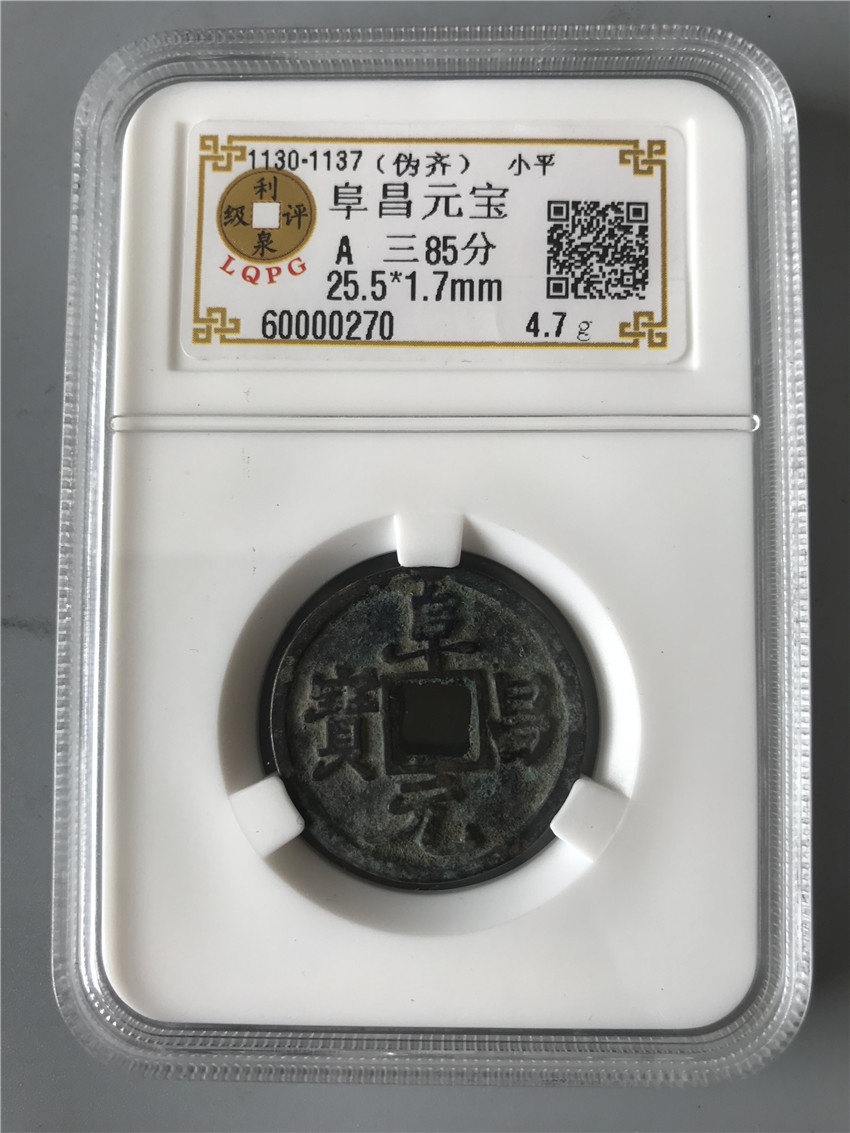 1130-1137（伪齐） 小平
利泉评级
LQPG
阜昌元宝
A 三85分
25.5*1.7mm
60000270 4.7g
阜昌元寶